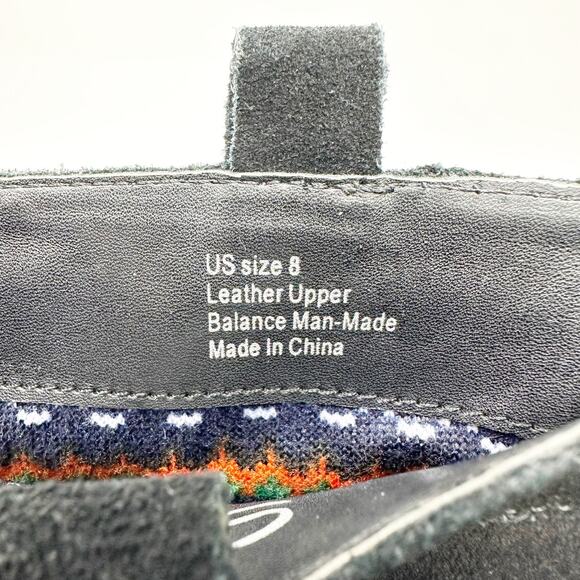 US size 8
Leather Upper
Balance Man-Made
Made In China